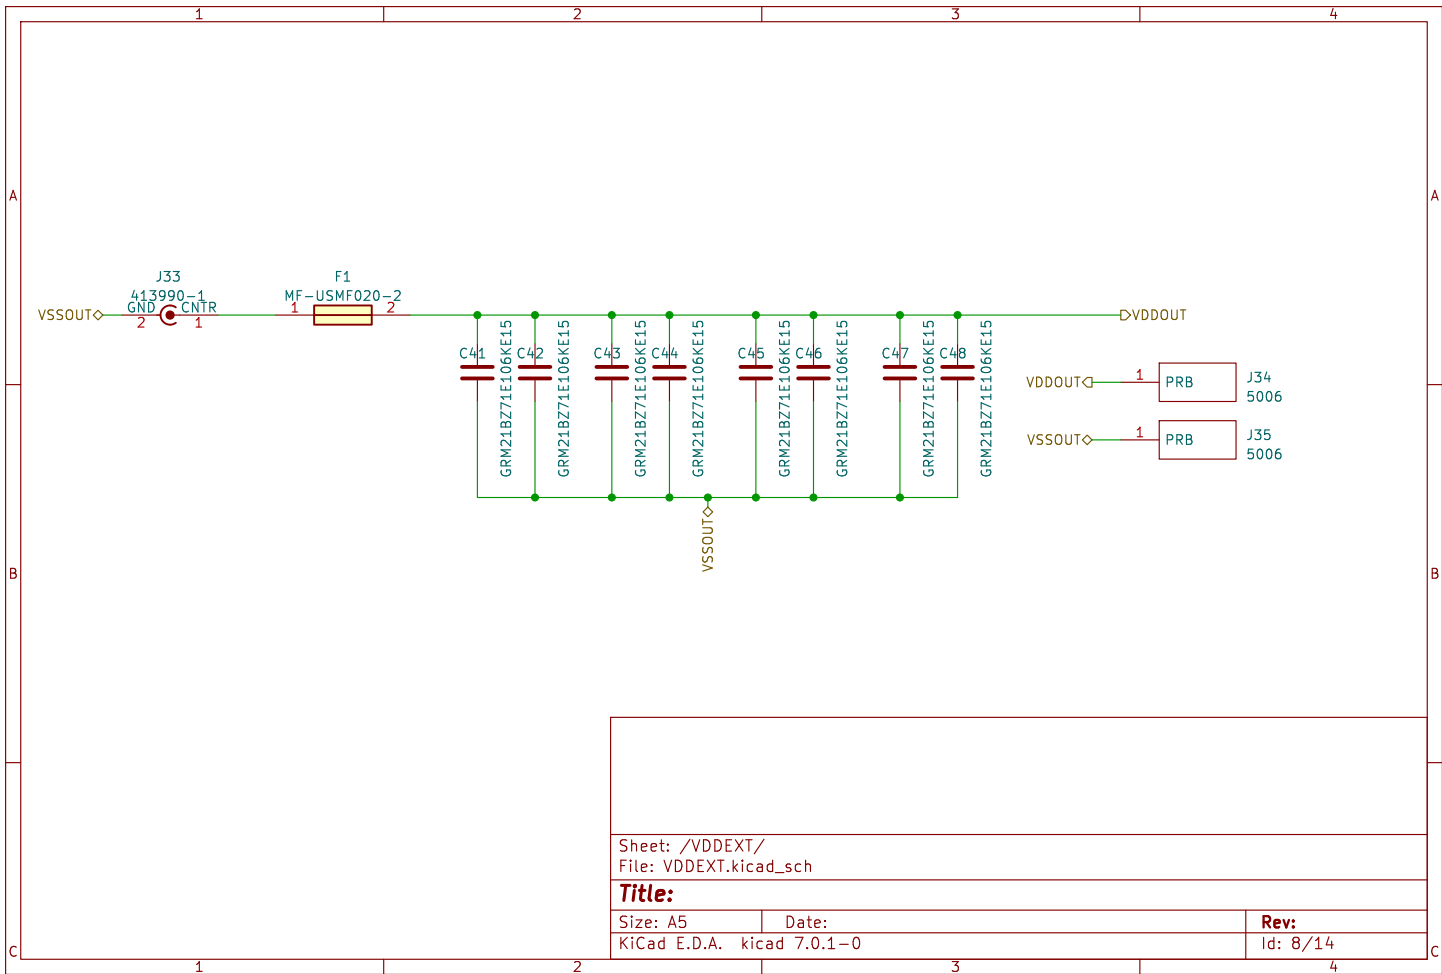 1 2 3 4
A A
J33 F1
413990-1 MF-USMF020-2
VSSOUT GND CNTR 1 2 VDDOUT
2 1
C41 C42 C43 C44 C45 C46 C47 C48
GRM21BZ71E106KE15
GRM21BZ71E106KE15
GRM21BZ71E106KE15
GRM21BZ71E106KE15
GRM21BZ71E106KE15
GRM21BZ71E106KE15
GRM21BZ71E106KE15
GRM21BZ71E106KE15
VDDOUT 1 PRB J34
5006
VSSOUT 1 PRB J35
5006
VSSOUT
B B
Sheet: /VDDEXT/
File: VDDEXT.kicad_sch
Title:
Size: A5 Date: Rev:
KiCad E.D.A. kicad 7.0.1-0 Id: 8/14
C C
1 2 3 4